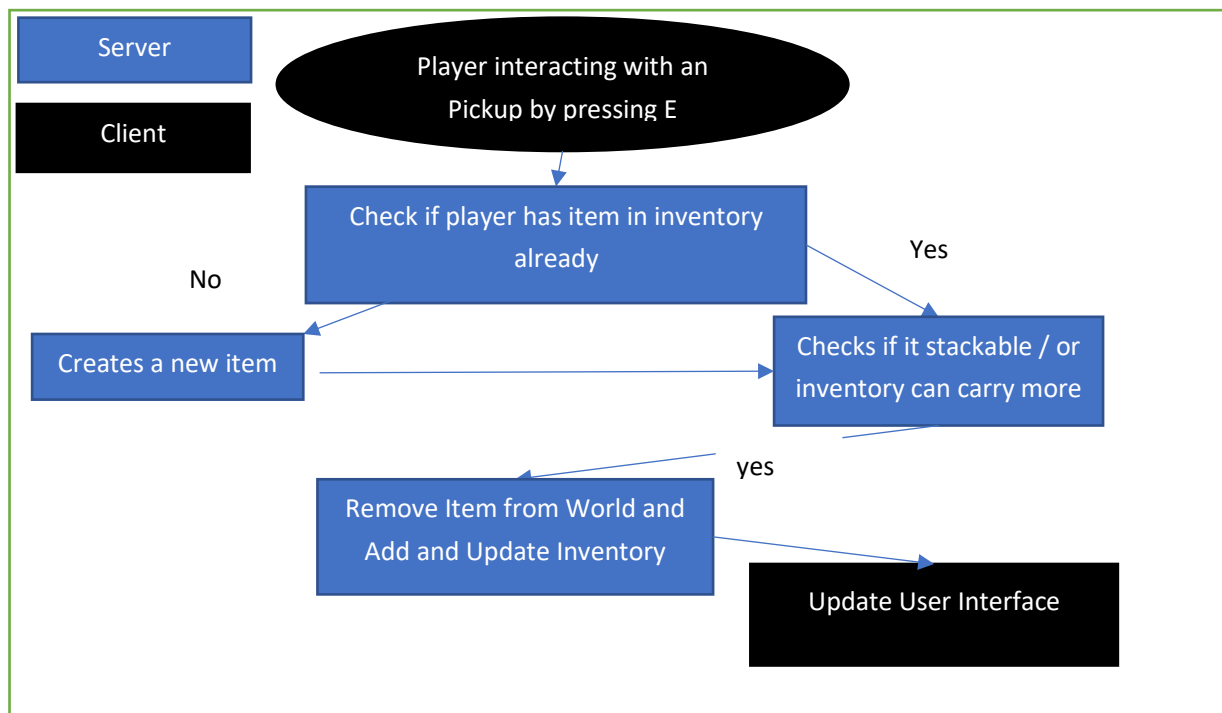 Server
Client
Player interacting with an
Pickup by pressing E
Check if player has item in inventory
already
No
Yes
Creates a new item
Checks if it stackable / or
inventory can carry more
yes
Remove Item from World and
Add and Update Inventory
Update User Interface